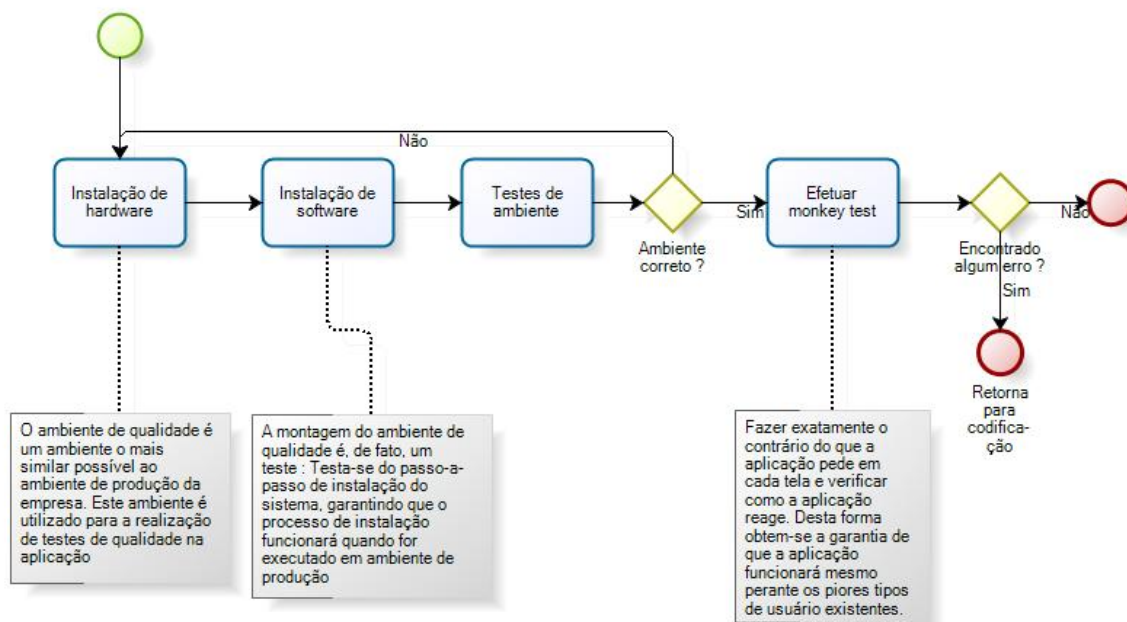 Não
Instalação de
hardware
Instalação de
software
Testes de
ambiente
Ambiente
correto ?
Sim
Efetuar
monkey test
Encontrado
algum erro ?
Não
Sim
Retorna
para
codifica-
ção
O ambiente de qualidade é
um ambiente o mais
similar possível ao
ambiente de produção da
empresa. Este ambiente é
utilizado para a realização
de testes de qualidade na
aplicação
A montagem do ambiente de
qualidade é, de fato, um
teste : Testa-se do passo-a-
passo de instalação do
sistema, garantindo que o
processo de instalação
funcionará quando for
executado em ambiente de
produção
Fazer exatamente o
contrário do que a
aplicação pede em
cada tela e verificar
como a aplicação
reage. Desta forma
obtem-se a garantia de
que a aplicação
funcionará mesmo
perante os piores tipos
de usuário existentes.